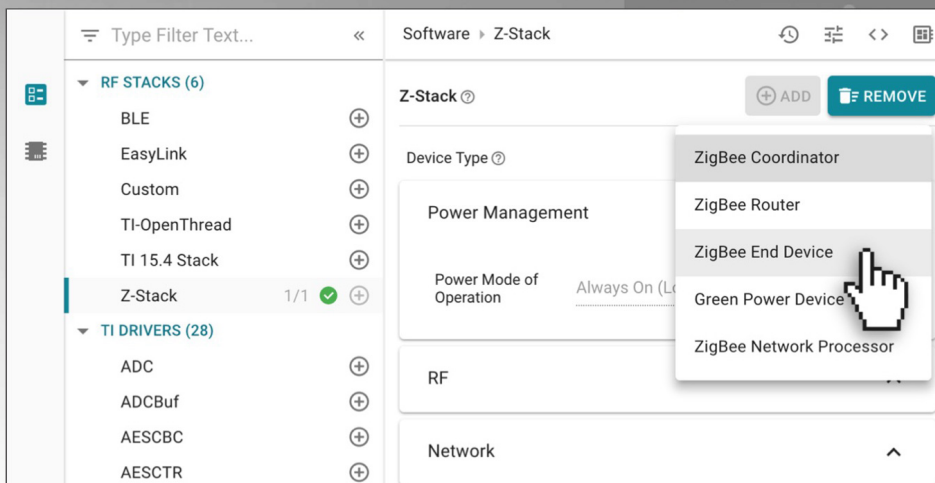 Type Filter Text...
«
Software › Z-Stack
RF STACKS (6)
BLE
EasyLink
Custom
TI-OpenThread
TI 15.4 Stack
Z-Stack 1/1
TI DRIVERS (28)
ADC
ADCBuf
AESCBC
AESCTR
Z-Stack
ADD
REMOVE
Device Type
ZigBee Coordinator
ZigBee Router
ZigBee End Device
Green Power Device
ZigBee Network Processor
Power Management
Power Mode of
Operation
Always On
RF
Network